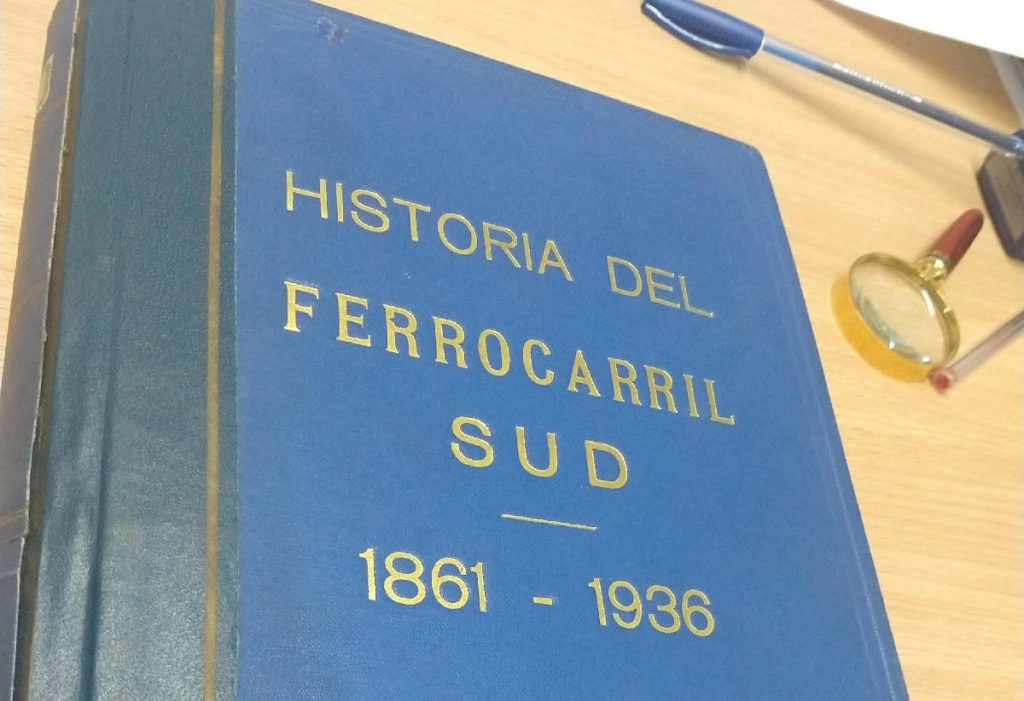 HISTORIA DEL
FERROCARRIL
SUD
1861 - 1936